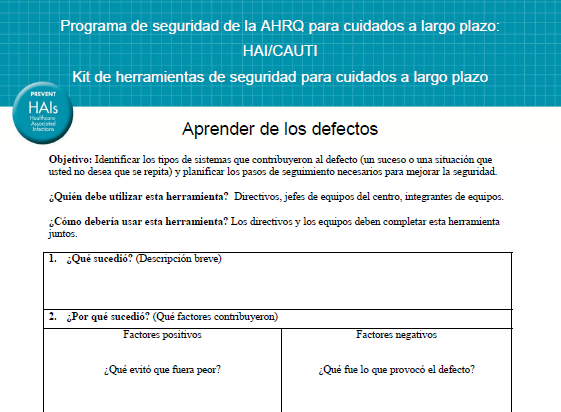 Programa de seguridad de la AHRQ para cuidados a largo plazo:
HAI/CAUTI
Kit de herramientas de seguridad para cuidados a largo plazo
PREVENT
HAIs
Healthcare
Associated
Infections
Aprender de los defectos
Objetivo: Identificar los tipos de sistemas que contribuyeron al defecto (un suceso o una situación que
usted no desea que se repita) y planificar los pasos de seguimiento necesarios para mejorar la seguridad.
¿Quién debe utilizar esta herramienta? Directivos, jefes de equipos del centro, integrantes de equipos.
¿Cómo debería usar esta herramienta? Los directivos y los equipos deben completar esta herramienta
juntos.
1. ¿Qué sucedió? (Descripción breve)
2. ¿Por qué sucedió? (Qué factores contribuyeron)
Factores positivos
¿Qué evitó que fuera peor?
Factores negativos
¿Qué fue lo que provocó el defecto?